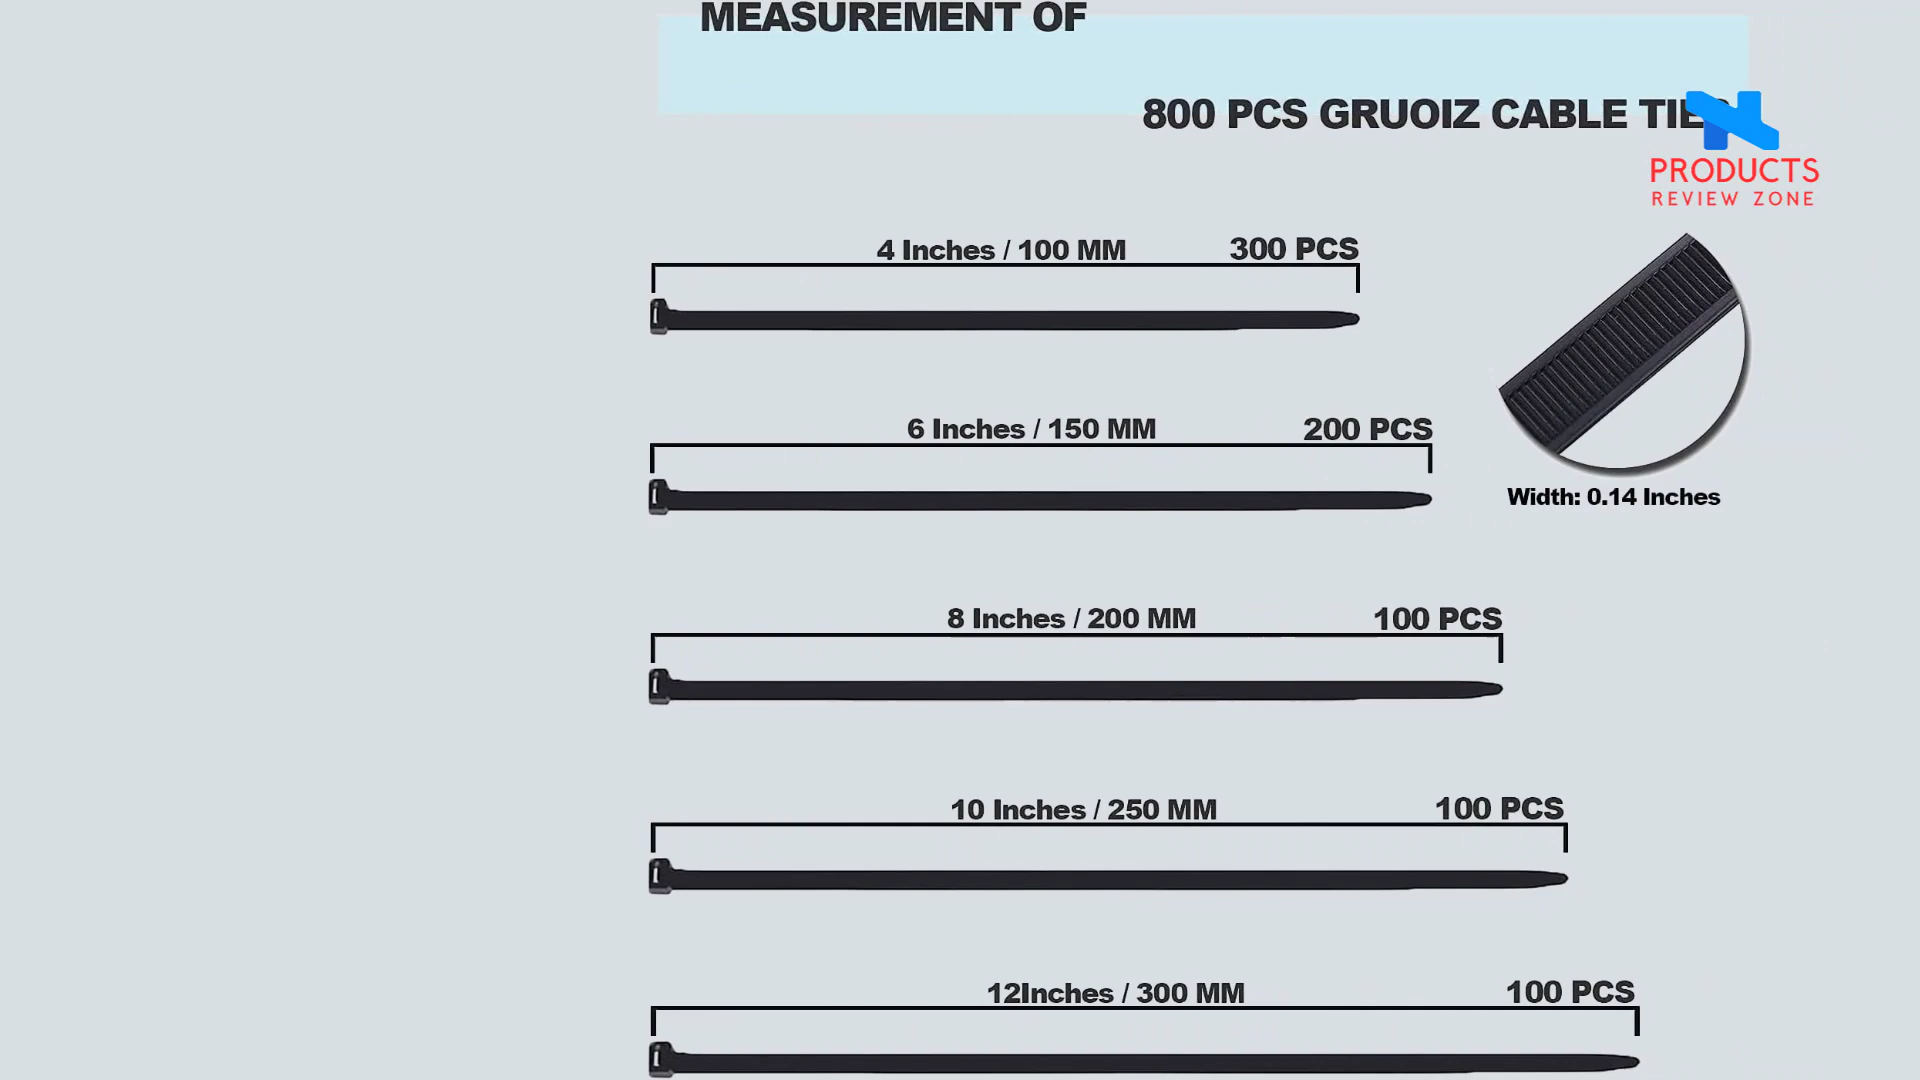 MEASUREMENT OF
800 PCS GRUOIZ CABLE
PRODUCTS
REVIEW ZONE
4 Inches / 100 MM 300 PCS
6 Inches / 150 MM 200 PCS
Width: 0.14 Inches
8 Inches / 200 MM 100 PCS
10 Inches / 250 MM 100 PCS
12Inches / 300 MM 100 PCS